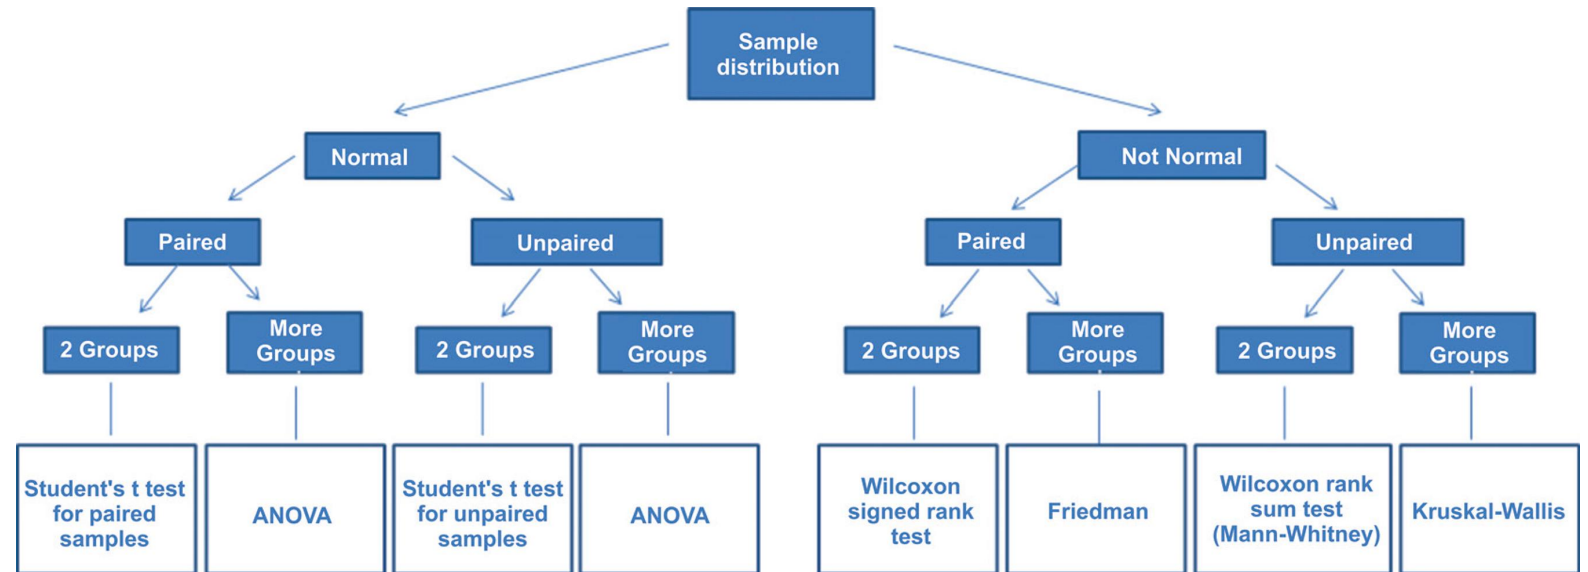 Sample
distribution
Normal
Not Normal
Paired
Unpaired
Paired
Unpaired
2 Groups
More
Groups
2 Groups
More
Groups
2 Groups
More
Groups
2 Groups
More
Groups
Student's t test
for paired
samples
ANOVA
Student's t test
for unpaired
samples
ANOVA
Wilcoxon
signed rank
test
Friedman
Wilcoxon rank
sum test
(Mann-Whitney)
Kruskal-Wallis